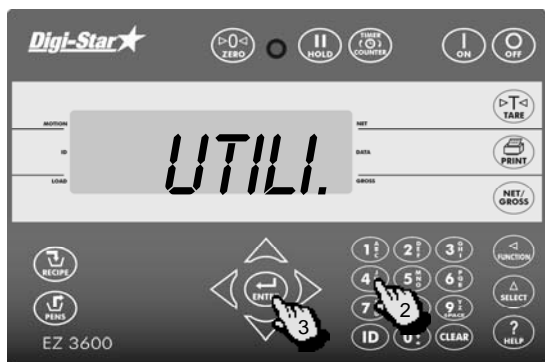 Digi-Star
▷0◁ ZERO
HOLD
TIMER COUNTER
ON
OFF
▷T◁ TARE
MOTION
NET
ID
DATA
PRINT
LOAD
GROSS
UTILI.
NET/ GROSS
RECIPE
1 A B C
2 D E F
3 G H I
FUNCTION
ENTER
4
5 M N O
6 P Q R
SELECT
PENS
7
2
9 Y Z SPACE
3
ID
0
CLEAR
? HELP
EZ 3600